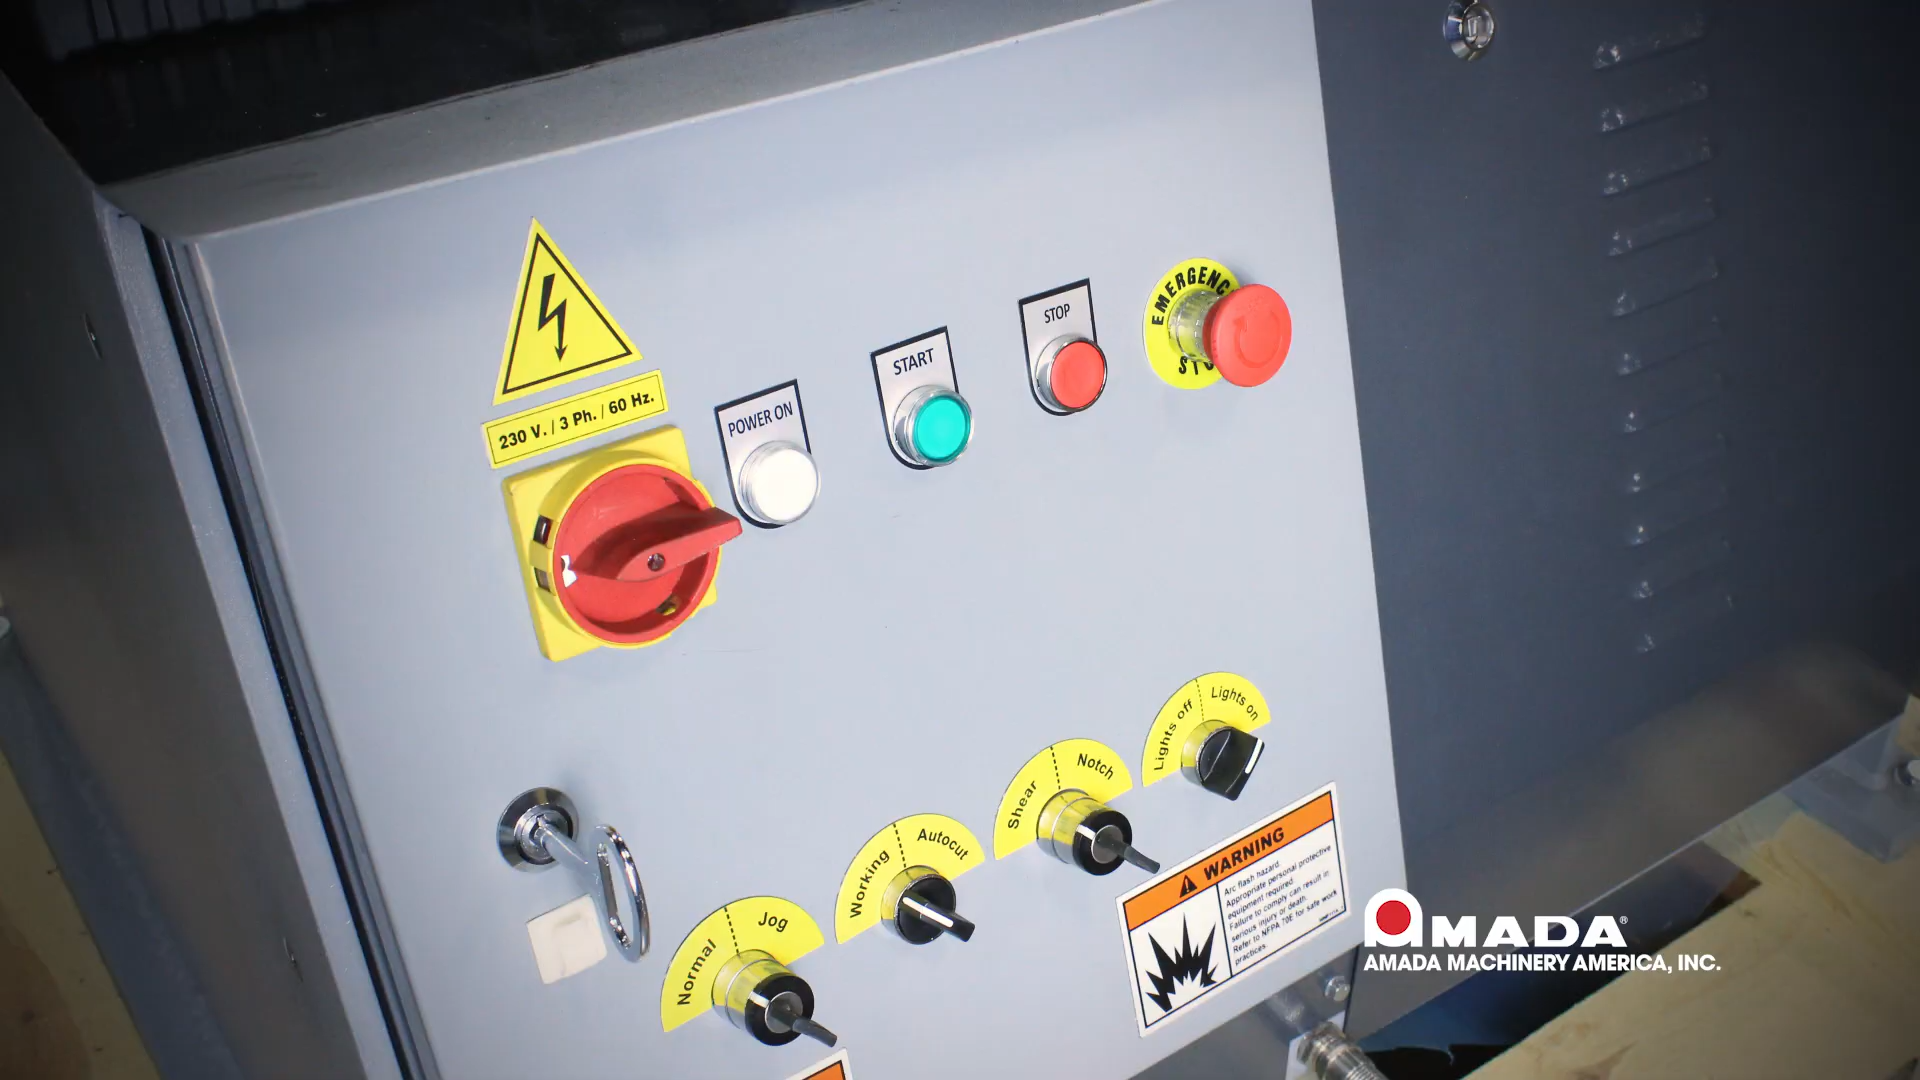 230 V. / 3 Ph. / 60 Hz.
POWER ON
START
STOP
EMERGENCY
STOP
Normal
Jog
Working
Autocut
Shear
Notch
Lights off
Lights on
WARNING
Arc flash hazard.
Appropriate personal protective
equipment required.
Failure to comply can result in
serious injury or death.
Refer to NFPA 70E for safe work
practices.
AMADA®
AMADA MACHINERY AMERICA, INC.